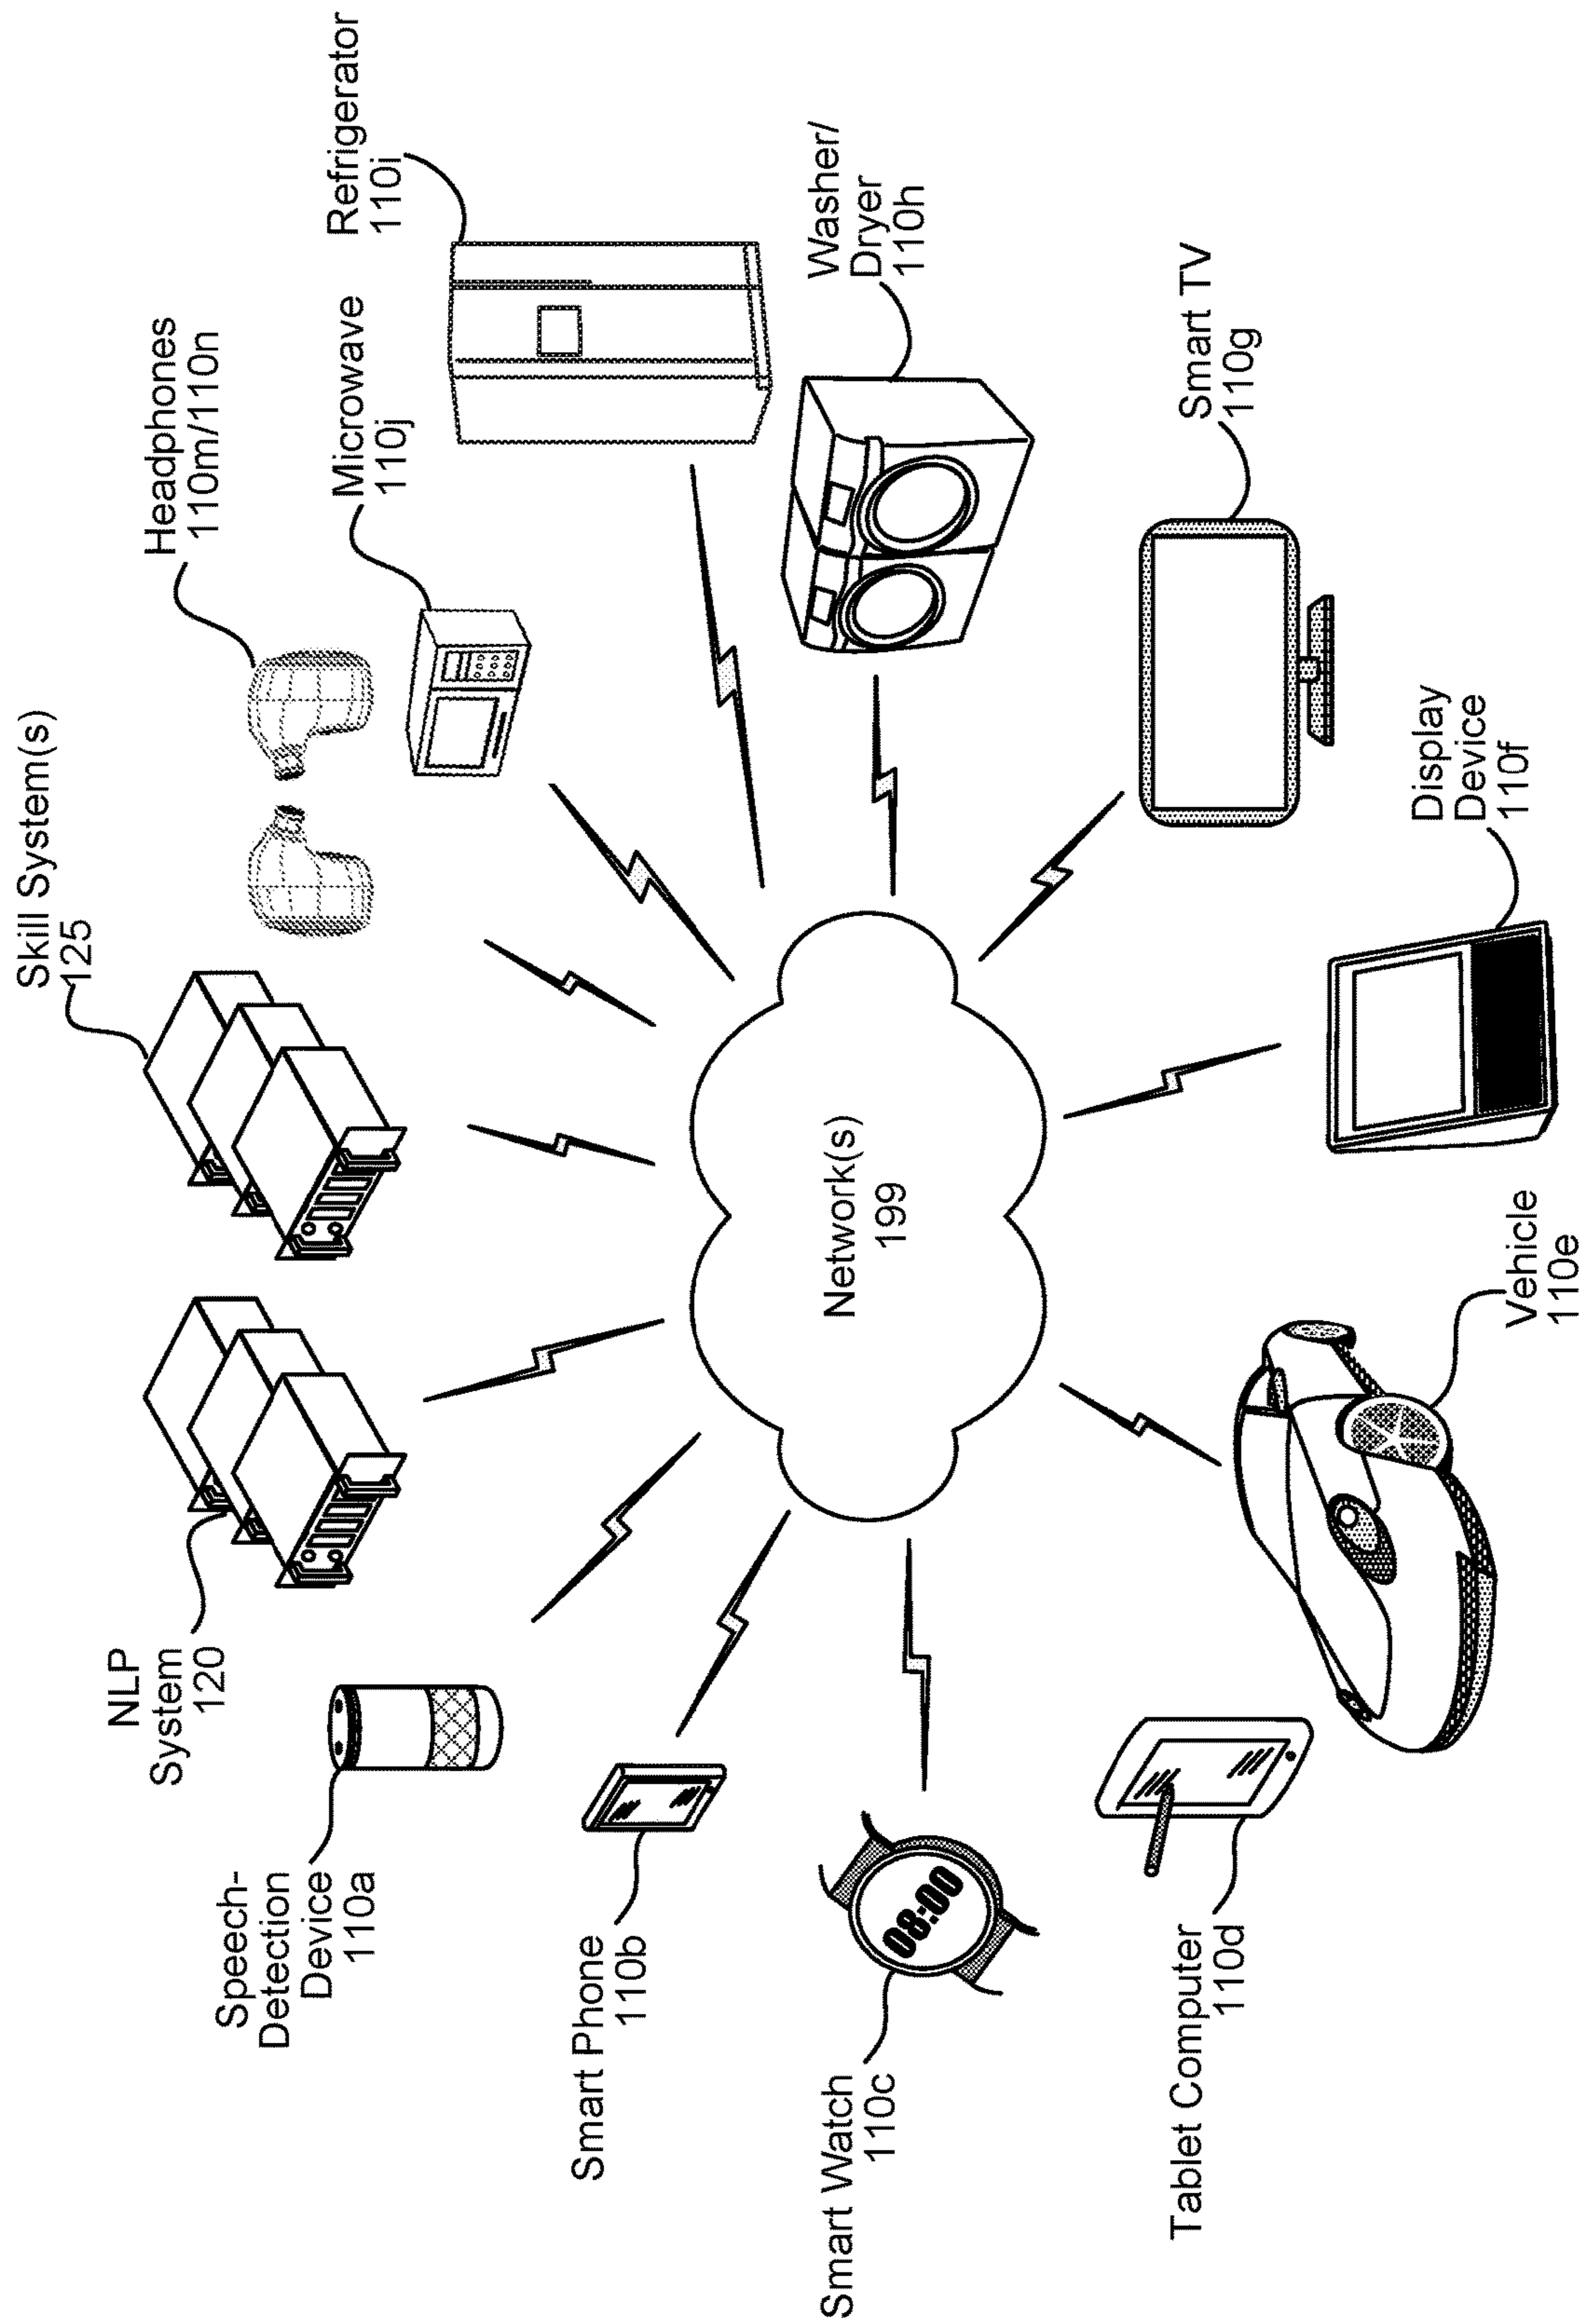 Skill System(s)
125
NLP
System
120
Headphones
110m/110n
Speech-
Detection
Device
110a
Microwave
110j
Refrigerator
110i
Smart Phone
110b
Network(s)
199
Washer/
Dryer
110h
Smart Watch
110c
08:00
Smart TV
110g
Tablet Computer
110d
Display
Device
110f
Vehicle
110e